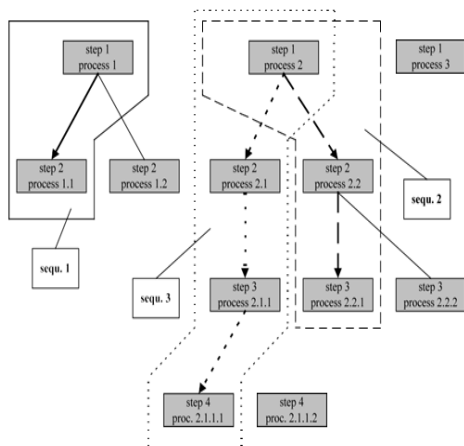 step 1
process 1
step 1
process 2
step 1
process 3
step 2
process 1.1
step 2
process 1.2
step 2
process 2.1
step 2
process 2.2
sequ. 2
sequ. 1
sequ. 3
step 3
process 2.1.1
step 3
process 2.2.1
step 3
process 2.2.2
step 4
proc. 2.1.1.1
step 4
proc. 2.1.1.2